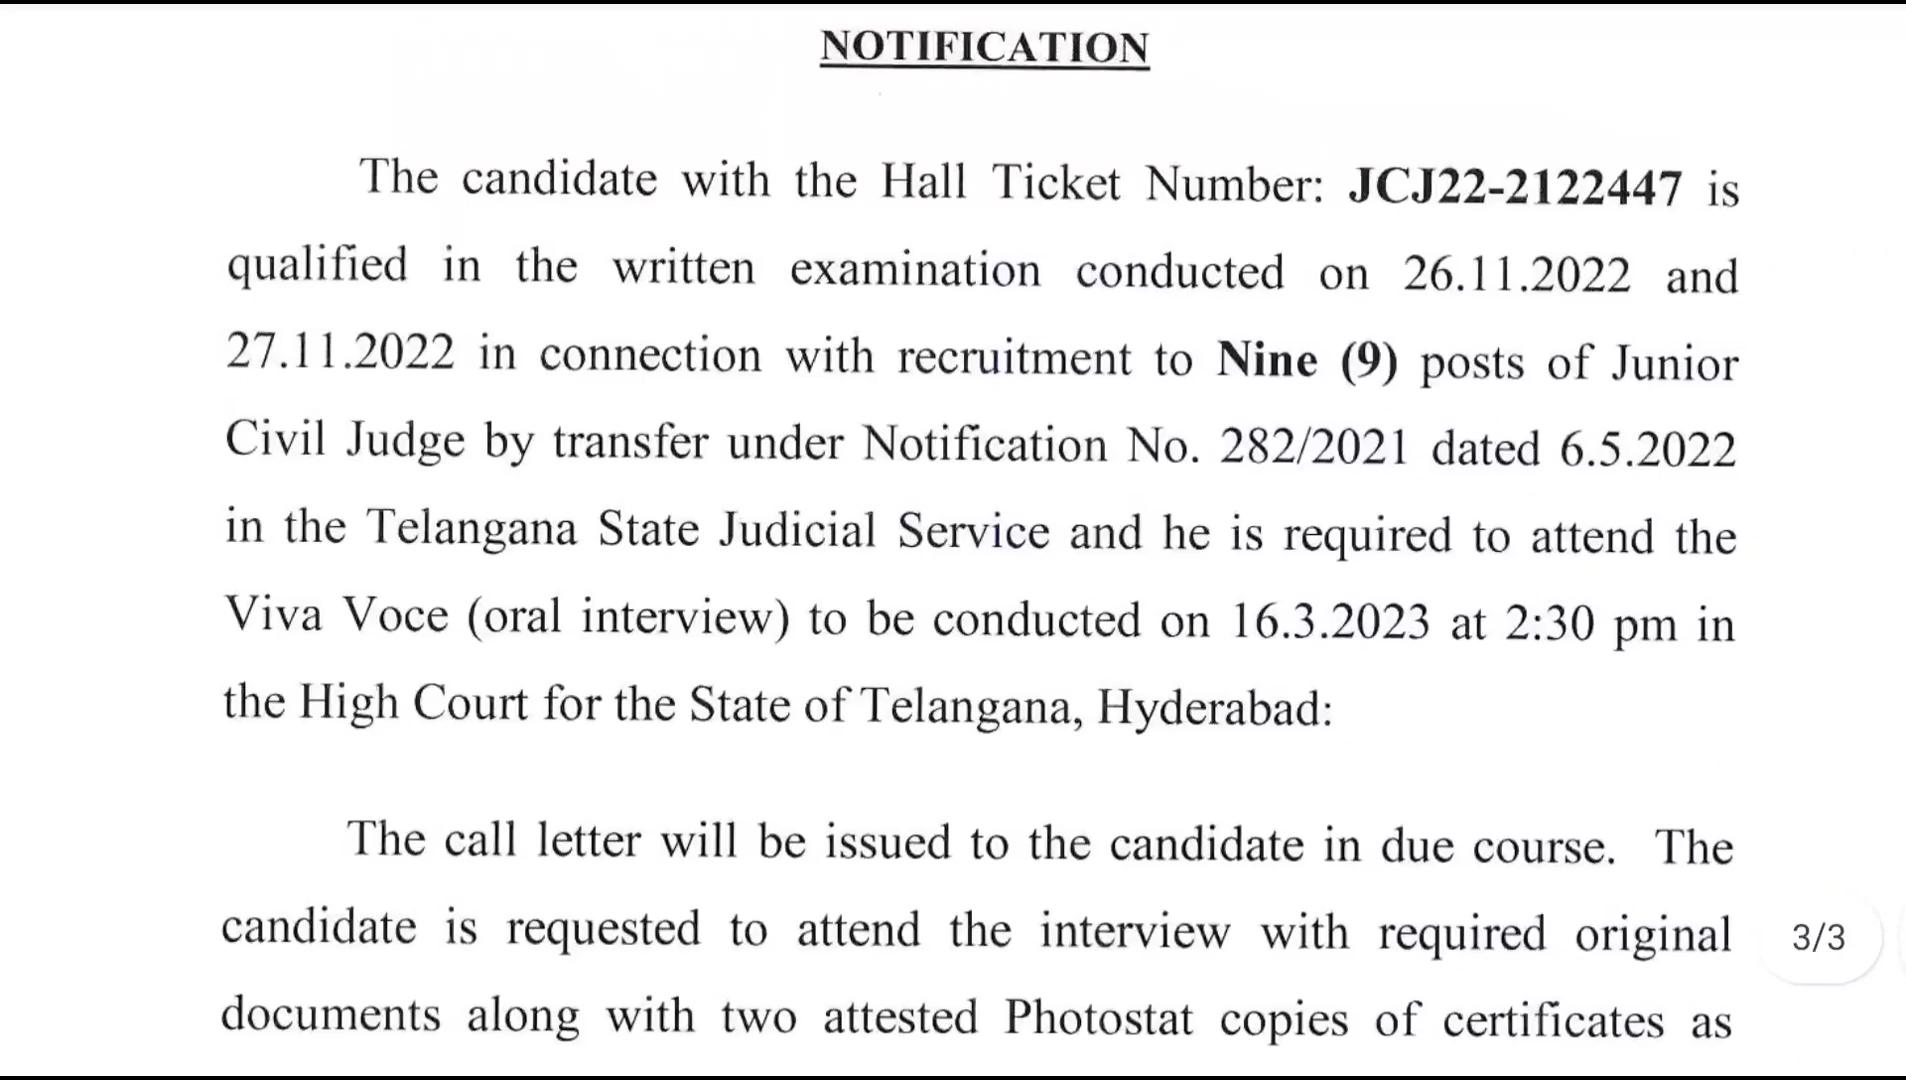 NOTIFICATION
The candidate with the Hall Ticket Number: JCJ22-2122447 is
qualified in the written examination conducted on 26.11.2022 and
27.11.2022 in connection with recruitment to Nine (9) posts of Junior
Civil Judge by transfer under Notification No. 282/2021 dated 6.5.2022
in the Telangana State Judicial Service and he is required to attend the
Viva Voce (oral interview) to be conducted on 16.3.2023 at 2:30 pm in
the High Court for the State of Telangana, Hyderabad:
The call letter will be issued to the candidate in due course. The
candidate is requested to attend the interview with required original
3/3
documents along with two attested Photostat copies of certificates as